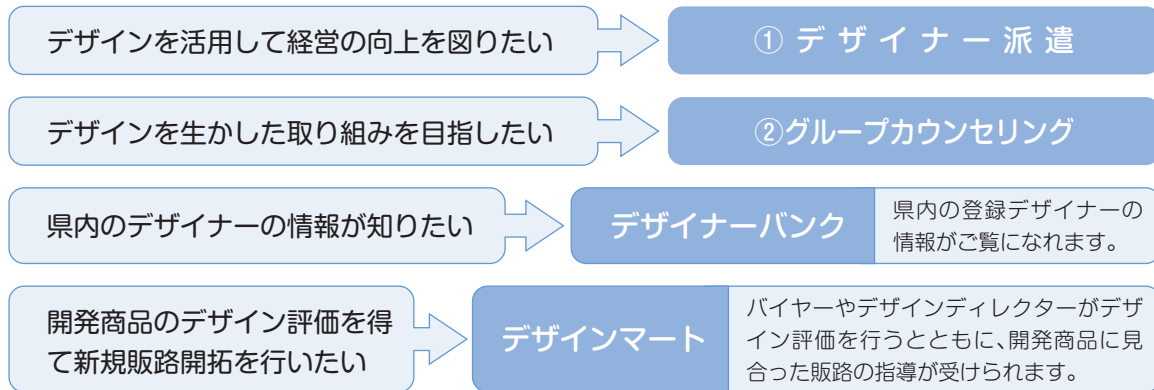 デザインを活用して経営の向上を図りたい
①デザイナー派遣
デザインを生かした取り組みを目指したい
②グループカウンセリング
県内のデザイナーの情報が知りたい
デザイナーバンク
県内の登録デザイナーの
情報がご覧になれます。
開発商品のデザイン評価を得
て新規販路開拓を行いたい
デザインマート
バイヤーやデザインディレクターがデザ
イン評価を行うとともに、開発商品に見
合った販路の指導が受けられます。